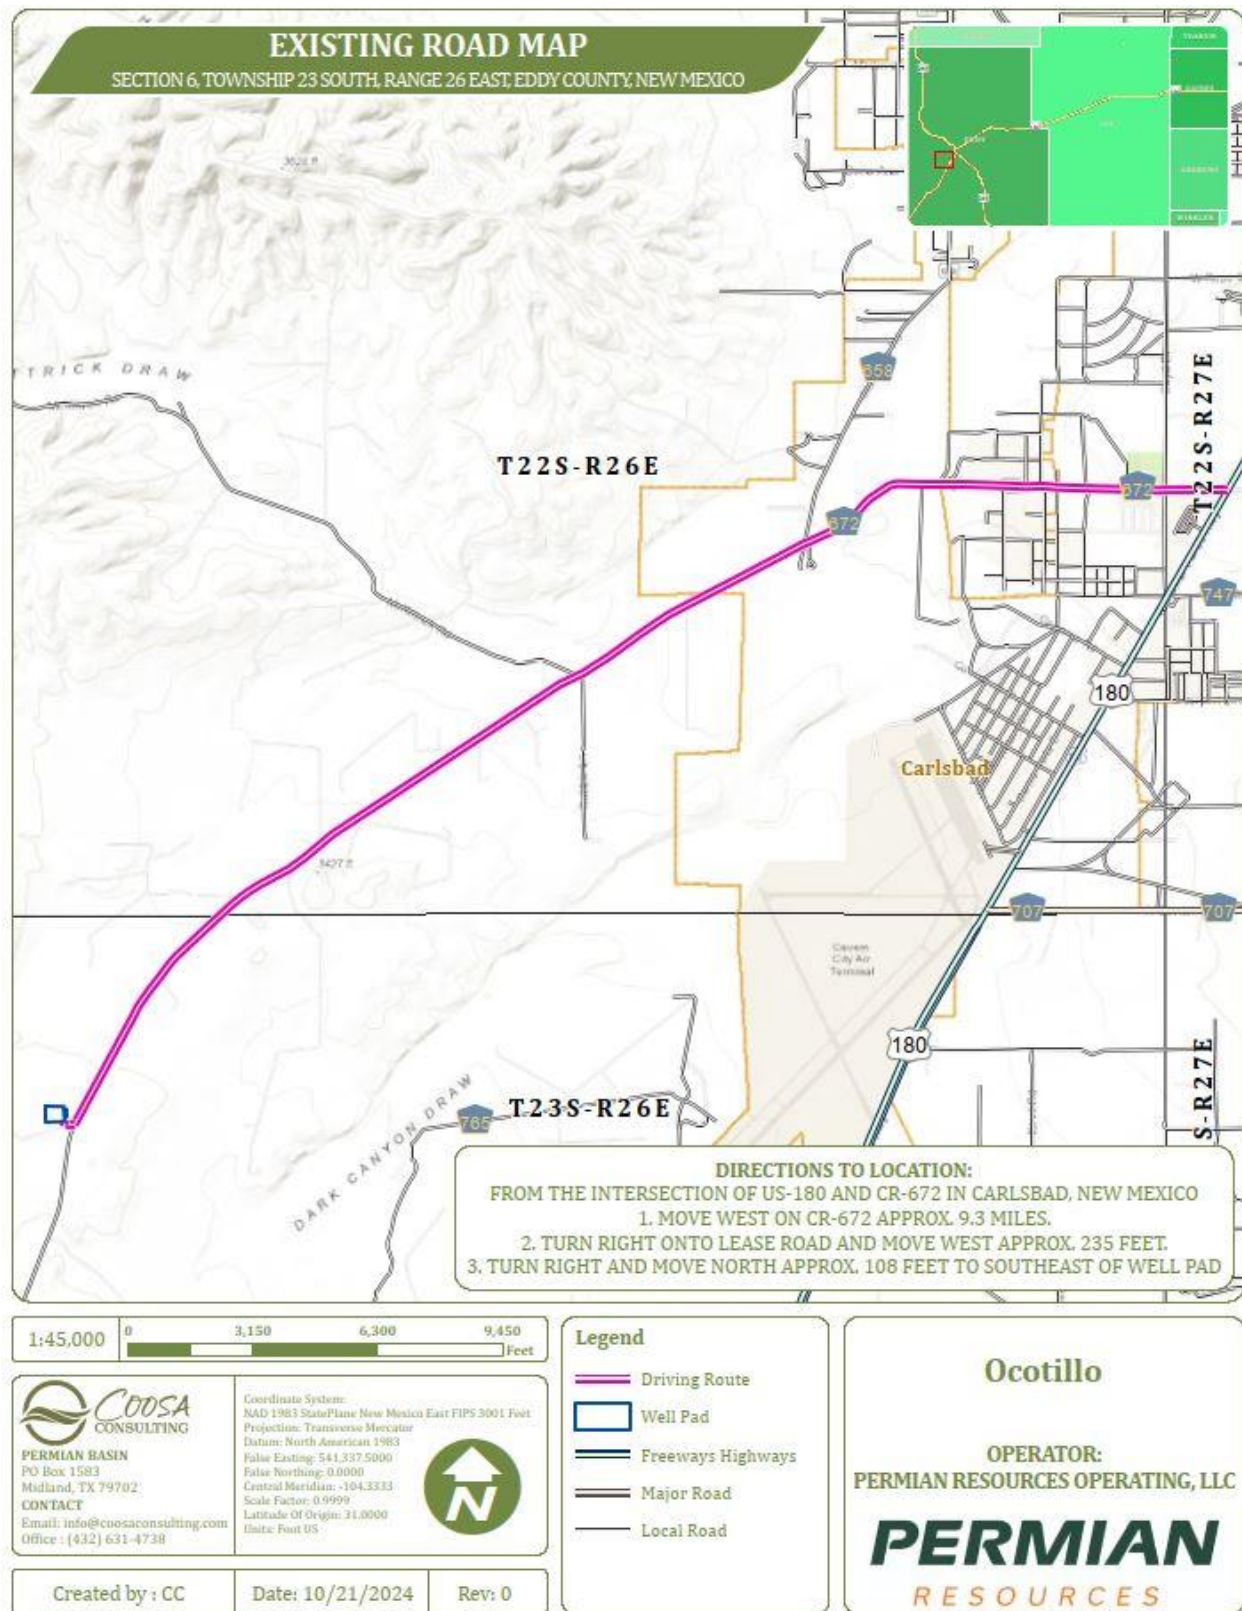 EXISTING ROAD MAP
SECTION 6, TOWNSHIP 23 SOUTH, RANGE 26 EAST, EDDY COUNTY, NEW MEXICO
TTRICK DRAW
658
T22S-R26E
T22S-R27E
672
672
747
180
Carlsbad
3427 ft
707
707
Cavern
City Air
Terminal
180
T23S-R26E
765
DARK CANYON DRAW
S-R27E
DIRECTIONS TO LOCATION:
FROM THE INTERSECTION OF US-180 AND CR-672 IN CARLSBAD, NEW MEXICO
1. MOVE WEST ON CR-672 APPROX. 9.3 MILES.
2. TURN RIGHT ONTO LEASE ROAD AND MOVE WEST APPROX. 235 FEET.
3. TURN RIGHT AND MOVE NORTH APPROX. 108 FEET TO SOUTHEAST OF WELL PAD
1:45,000
0 3,150 6,300 9,450
Feet
COOSA
CONSULTING
PERMIAN BASIN
PO Box 1583
Midland, TX 79702
CONTACT
Email: info@coosaconsulting.com
Office : (432) 631-4738
Coordinate System:
NAD 1983 StatePlane New Mexico East FIPS 3001 Feet
Projection: Transverse Mercator
Datum: North American 1983
False Easting: 541,337.5000
False Northing: 0.0000
Central Meridian: -104.3333
Scale Factor: 0.9999
Latitude Of Origin: 31.0000
Units: Foot US
N
Created by : CC
Date: 10/21/2024
Rev: 0
Legend
Driving Route
Well Pad
Freeways Highways
Major Road
Local Road
Ocotillo
OPERATOR:
PERMIAN RESOURCES OPERATING, LLC
PERMIAN
RESOURCES